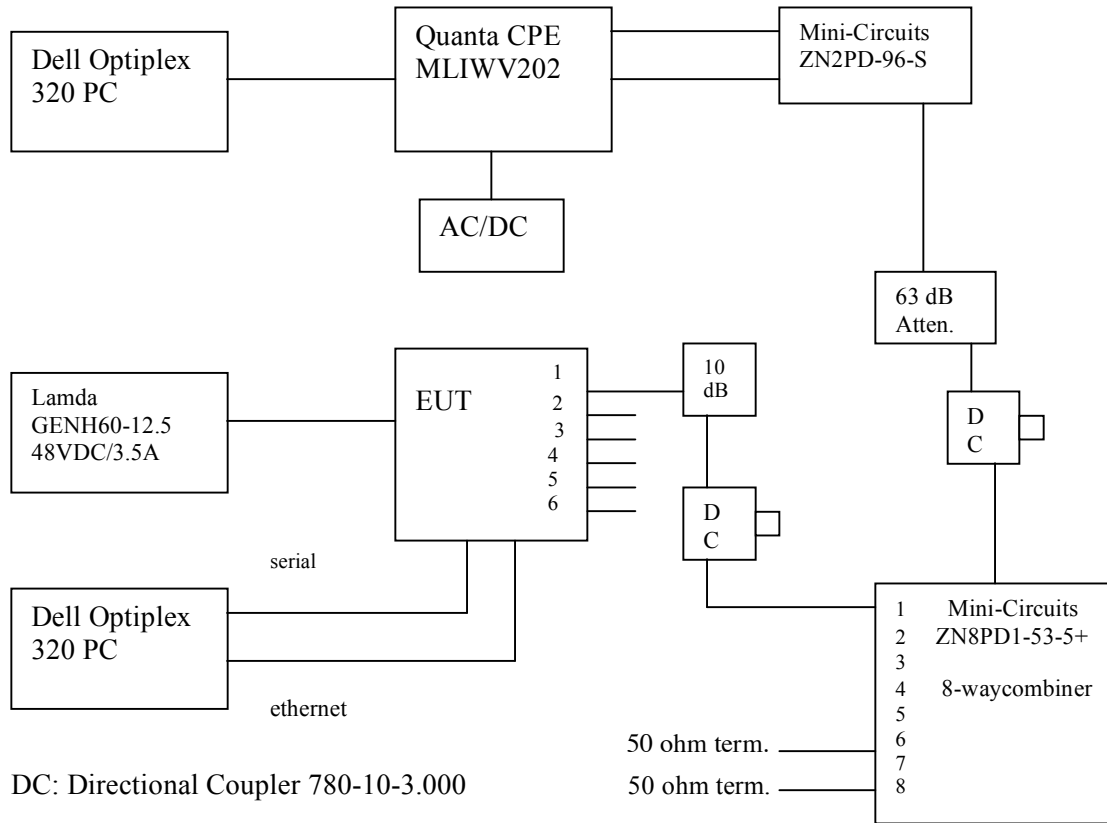 Dell Optiplex
320 PC
Quanta CPE
MLIWV202
Mini-Circuits
ZN2PD-96-S
AC/DC
63 dB
Atten.
Lamda
GENH60-12.5
48VDC/3.5A
EUT
1
2
3
4
5
6
10
dB
D
C
D
C
serial
Dell Optiplex
320 PC
ethernet
1
2
3
4
5
6
7
8
Mini-Circuits
ZN8PD1-53-5+
8-waycombiner
50 ohm term.
50 ohm term.
DC: Directional Coupler 780-10-3.000